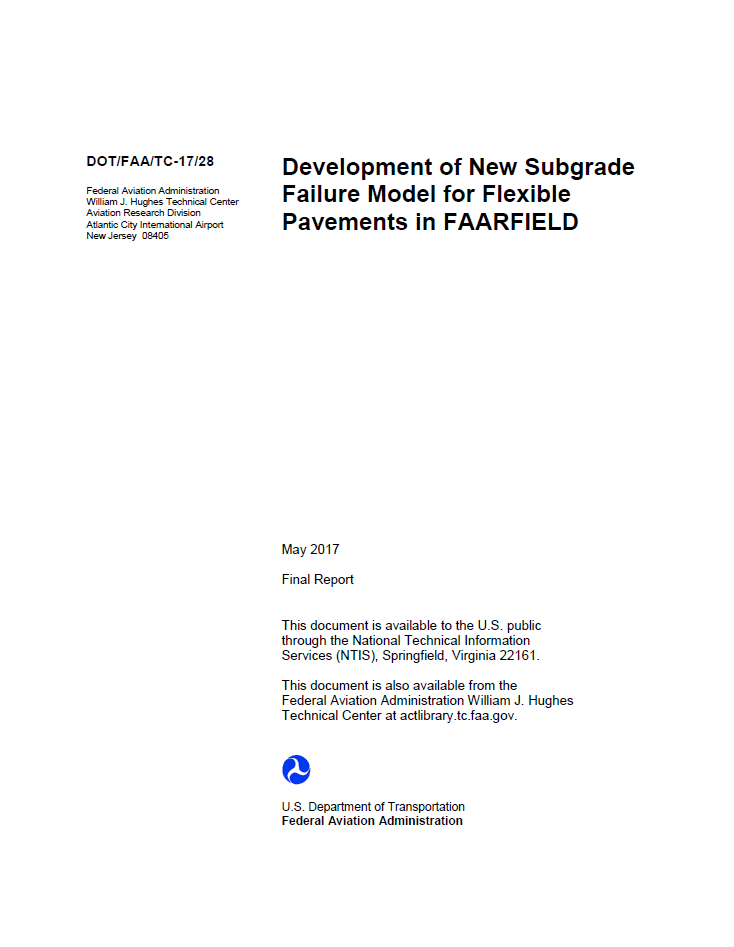 DOT/FAA/TC-17/28
Federal Aviation Administration
William J. Hughes Technical Center
Aviation Research Division
Atlantic City International Airport
New Jersey  08405
Development of New Subgrade
Failure Model for Flexible
Pavements in FAARFIELD
May 2017
Final Report
This document is available to the U.S. public
through the National Technical Information
Services (NTIS), Springfield, Virginia 22161.
This document is also available from the
Federal Aviation Administration William J. Hughes
Technical Center at actlibrary.tc.faa.gov.
U.S. Department of Transportation
Federal Aviation Administration